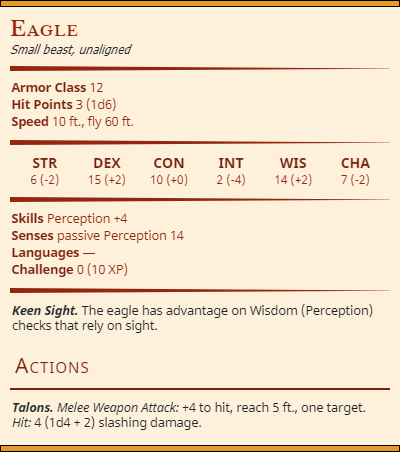 Eagle
Small beast, unaligned
Armor Class 12
Hit Points 3 (1d6)
Speed 10 ft., fly 60 ft.
STR DEX CON INT WIS CHA
6 (-2) 15 (+2) 10 (+0) 2 (-4) 14 (+2) 7 (-2)
Skills Perception +4
Senses passive Perception 14
Languages —
Challenge 0 (10 XP)
Keen Sight. The eagle has advantage on Wisdom (Perception)
checks that rely on sight.
Actions
Talons. Melee Weapon Attack: +4 to hit, reach 5 ft., one target.
Hit: 4 (1d4 + 2) slashing damage.